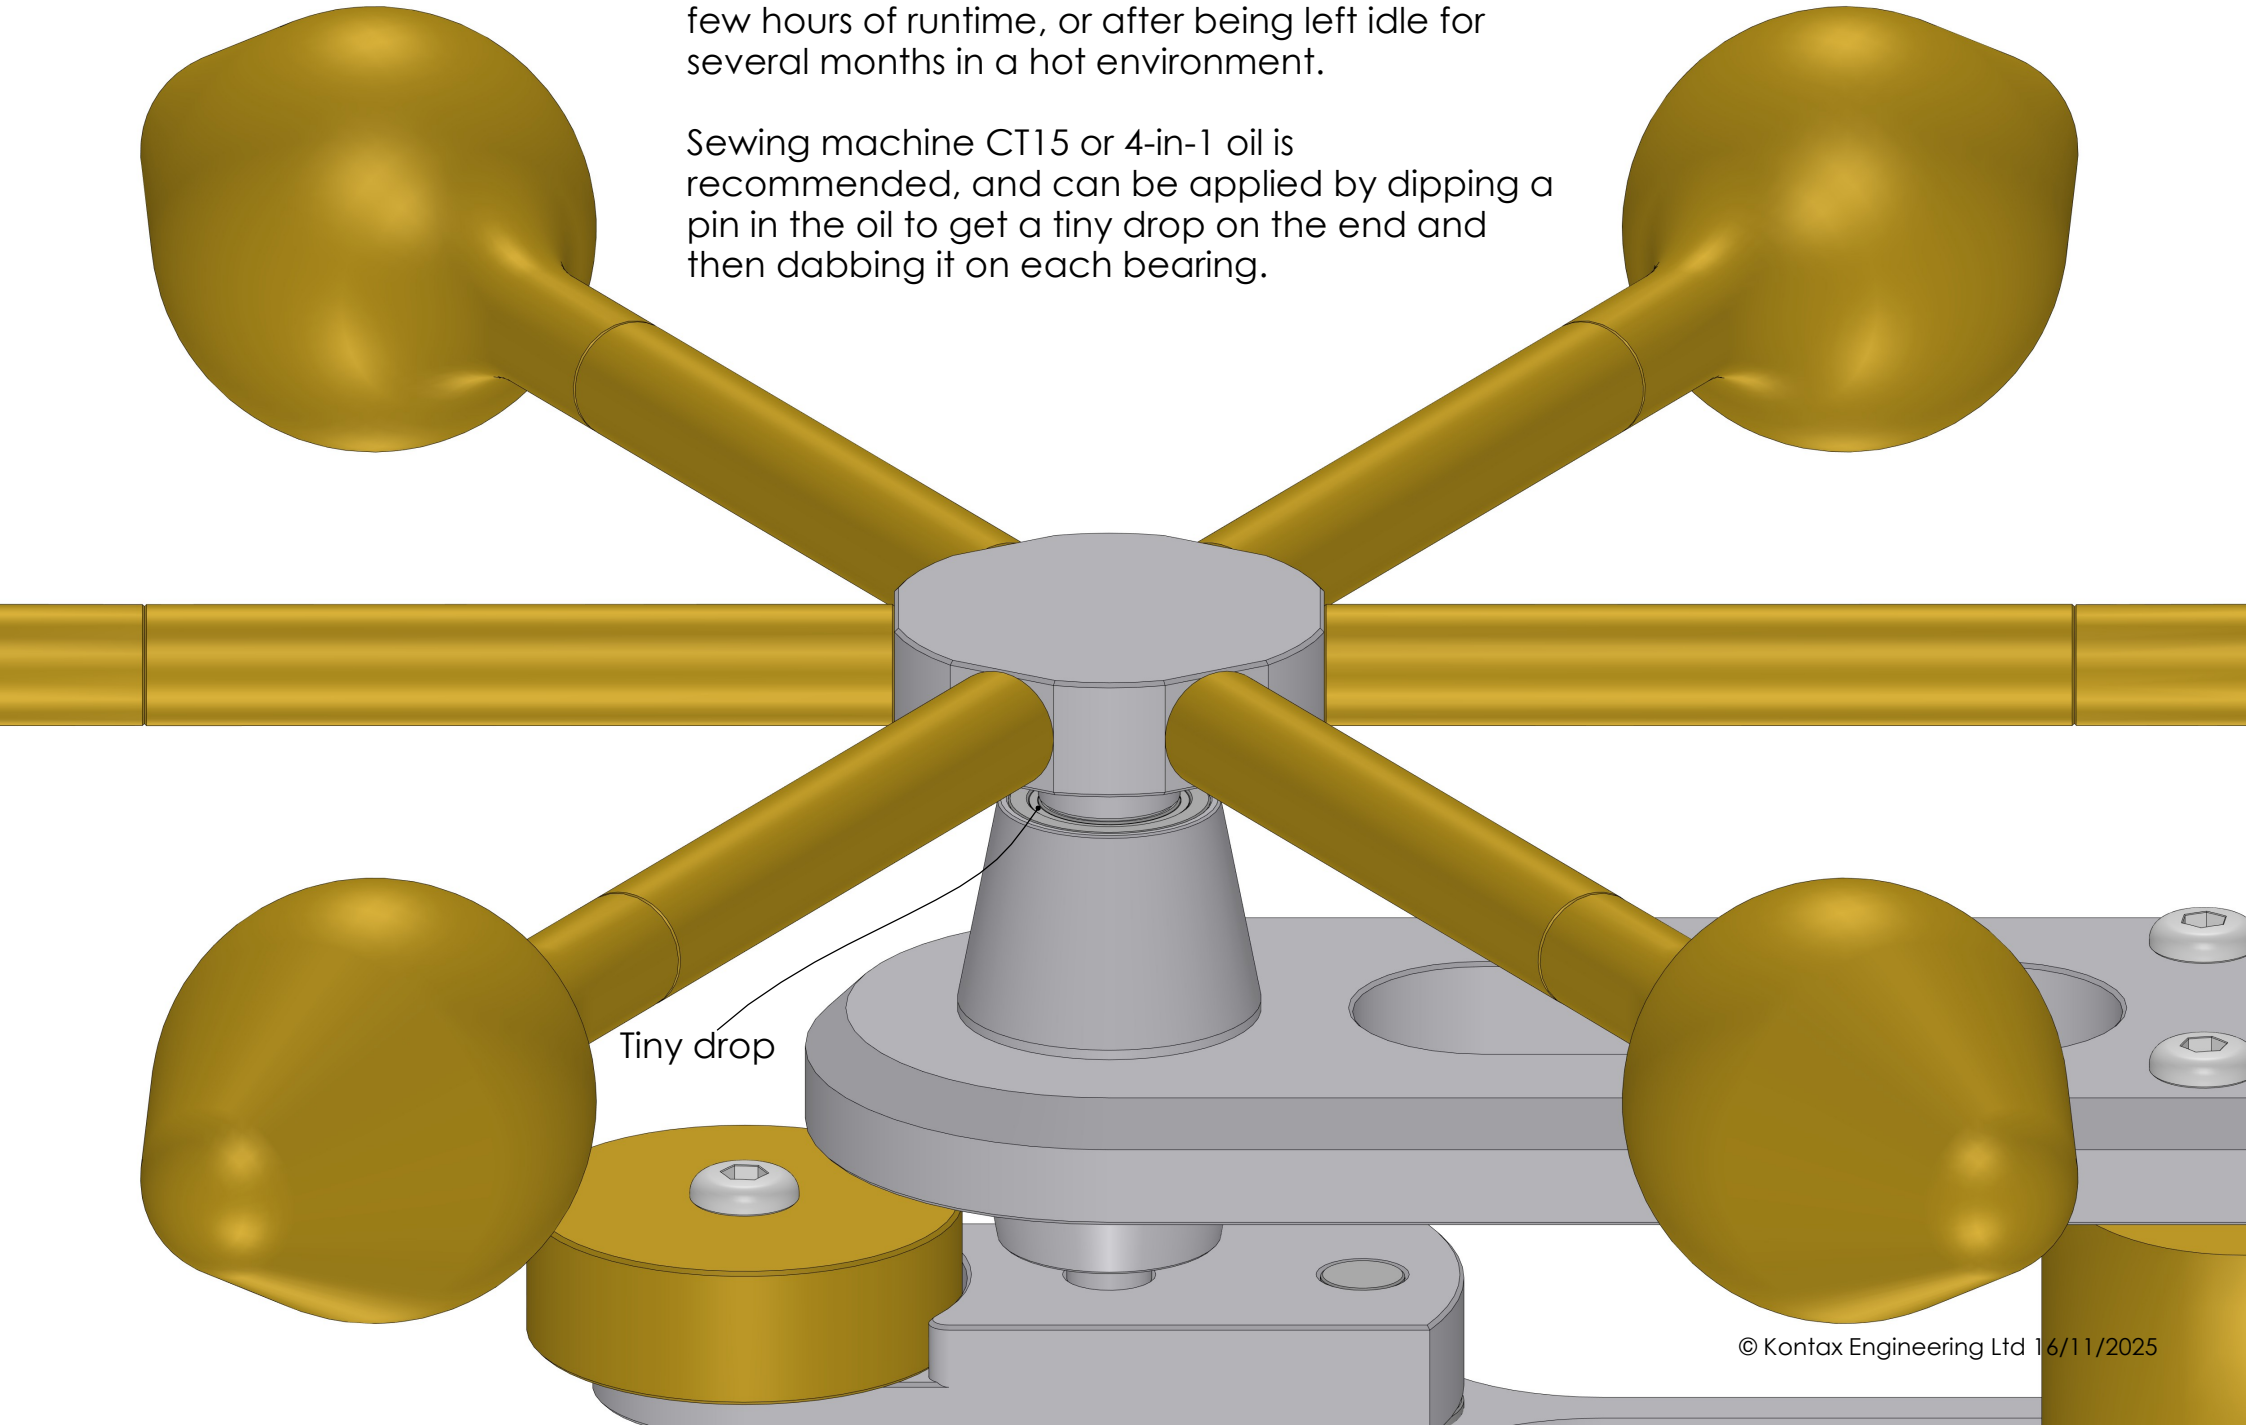 few hours of runtime, or after being left idle for
several months in a hot environment.
Sewing machine CT15 or 4-in-1 oil is
recommended, and can be applied by dipping a
pin in the oil to get a tiny drop on the end and
then dabbing it on each bearing.
Tiny drop
© Kontax Engineering Ltd 16/11/2025